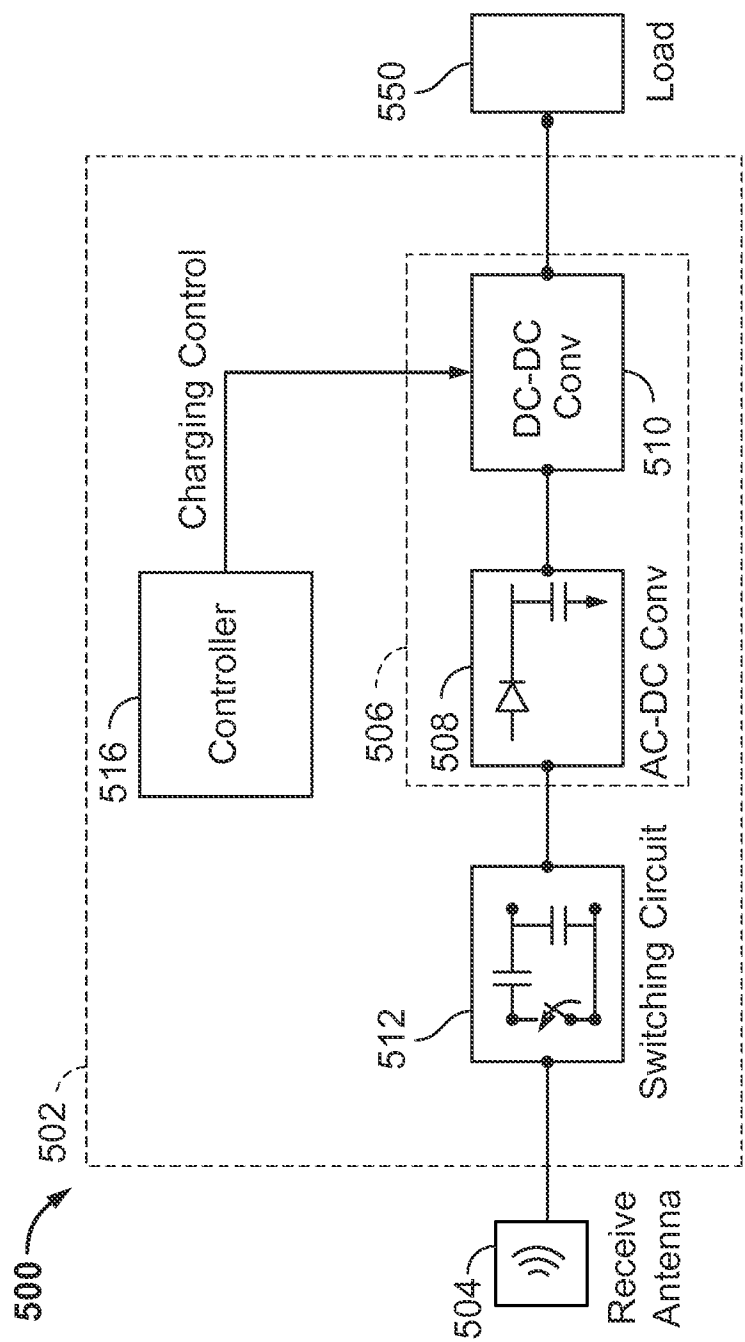 500
502
504
Receive
Antenna
512
Switching Circuit
506
508
AC-DC Conv
516
Controller
Charging Control
DC-DC
Conv
510
550
Load